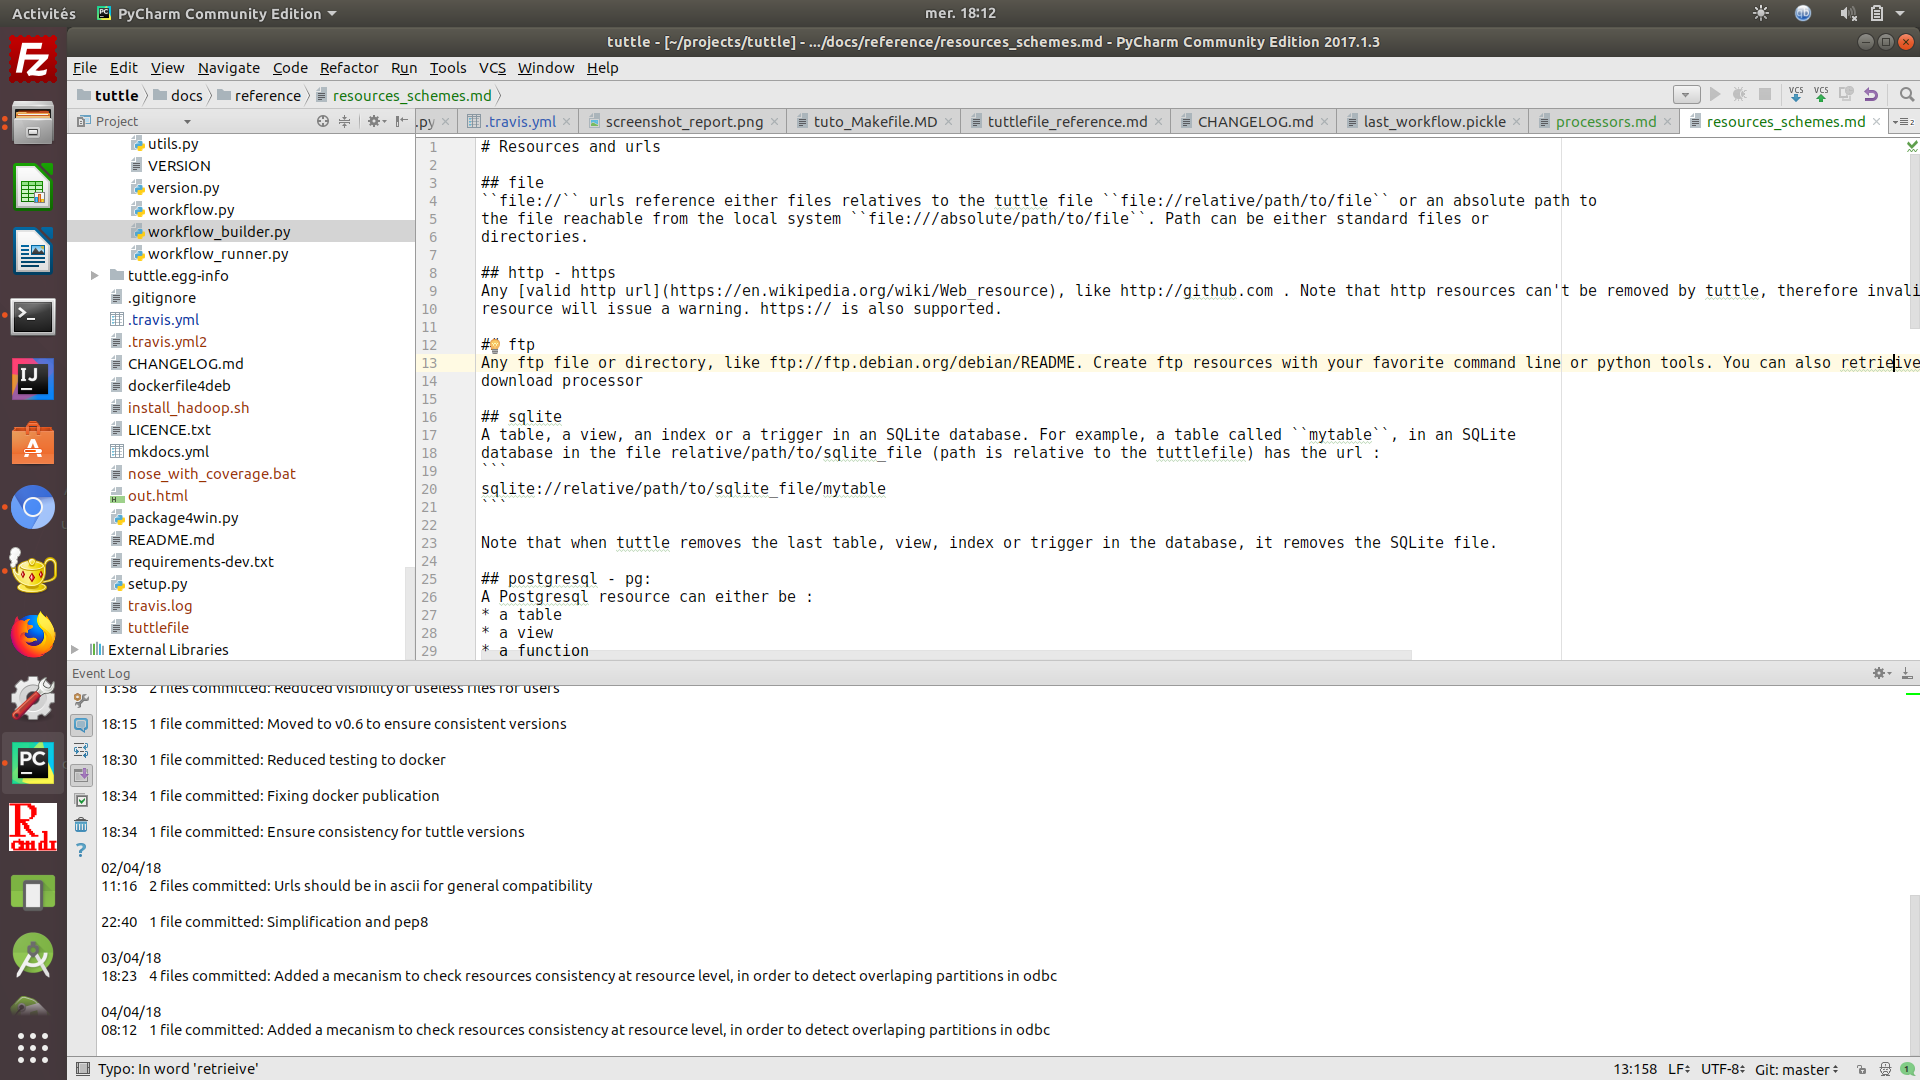 Activités PyCharm Community Edition mer. 18:12
tuttle - [~/projects/tuttle] - .../docs/reference/resources_schemes.md - PyCharm Community Edition 2017.1.3
File Edit View Navigate Code Refactor Run Tools VCS Window Help
tuttle docs reference resources_schemes.md VCS VCS
Project
.py .travis.yml screenshot_report.png tuto_Makefile.MD tuttlefile_reference.md CHANGELOG.md last_workflow.pickle processors.md resources_schemes.md
utils.py
VERSION
version.py
workflow.py
workflow_builder.py
workflow_runner.py
tuttle.egg-info
.gitignore
.travis.yml
.travis.yml2
CHANGELOG.md
dockerfile4deb
install_hadoop.sh
LICENCE.txt
mkdocs.yml
nose_with_coverage.bat
out.html
package4win.py
README.md
requirements-dev.txt
setup.py
travis.log
tuttlefile
External Libraries
1 # Resources and urls
2
3 ## file
4 ``file://`` urls reference either files relatives to the tuttle file ``file://relative/path/to/file`` or an absolute path to
5 the file reachable from the local system ``file:///absolute/path/to/file``. Path can be either standard files or
6 directories.
7
8 ## http - https
9 Any [valid http url](https://en.wikipedia.org/wiki/Web_resource), like http://github.com . Note that http resources can't be removed by tuttle, therefore invali
10 resource will issue a warning. https:// is also supported.
11
12 # ftp
13 Any ftp file or directory, like ftp://ftp.debian.org/debian/README. Create ftp resources with your favorite command line or python tools. You can also retrieive
14 download processor
15
16 ## sqlite
17 A table, a view, an index or a trigger in an SQLite database. For example, a table called ``mytable``, in an SQLite
18 database in the file relative/path/to/sqlite_file (path is relative to the tuttlefile) has the url :
19 ```
20 sqlite://relative/path/to/sqlite_file/mytable
21 ```
22
23 Note that when tuttle removes the last table, view, index or trigger in the database, it removes the SQLite file.
24
25 ## postgresql - pg:
26 A Postgresql resource can either be :
27 * a table
28 * a view
29 * a function
Event Log
13:58 2 files committed: Reduced visibility of useless files for users
18:15 1 file committed: Moved to v0.6 to ensure consistent versions
18:30 1 file committed: Reduced testing to docker
18:34 1 file committed: Fixing docker publication
18:34 1 file committed: Ensure consistency for tuttle versions
02/04/18
11:16 2 files committed: Urls should be in ascii for general compatibility
22:40 1 file committed: Simplification and pep8
03/04/18
18:23 4 files committed: Added a mecanism to check resources consistency at resource level, in order to detect overlaping partitions in odbc
04/04/18
08:12 1 file committed: Added a mecanism to check resources consistency at resource level, in order to detect overlaping partitions in odbc
Typo: In word 'retrieive' 13:158 LF UTF-8 Git: master 1
Fz
IJ
A
PC
R
cmdr